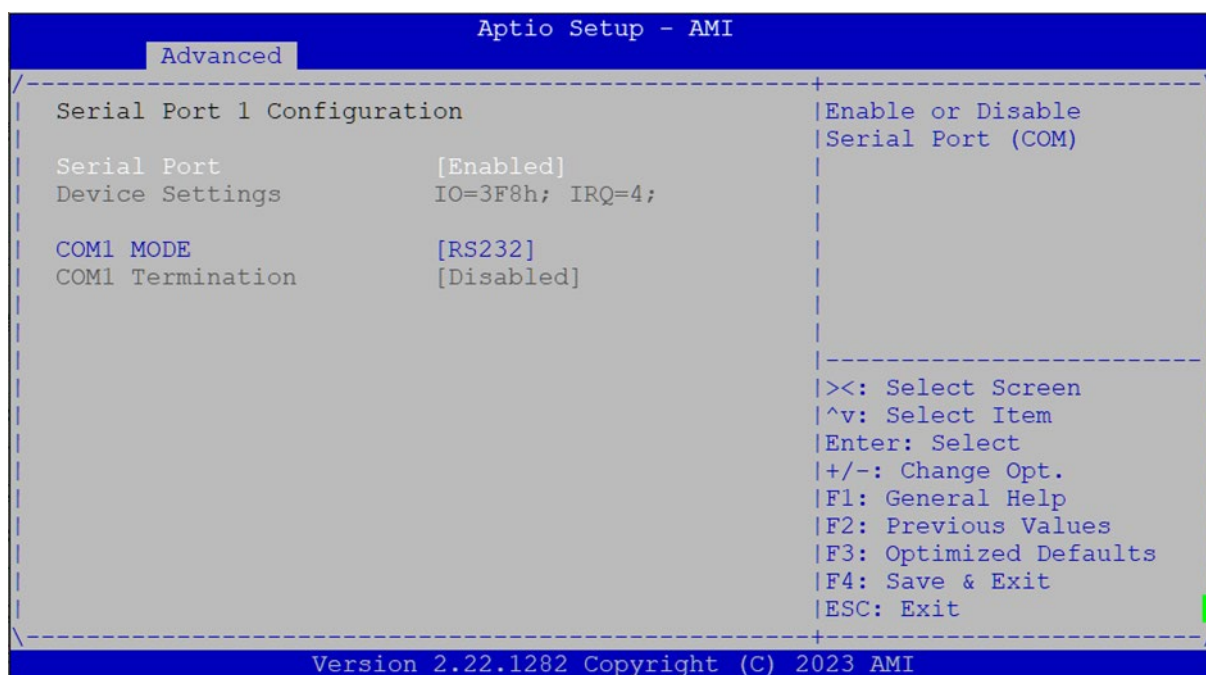 Aptio Setup - AMI
Advanced
Serial Port 1 Configuration
Serial Port [Enabled]
Device Settings IO=3F8h; IRQ=4;
COM1 MODE [RS232]
COM1 Termination [Disabled]
Enable or Disable
Serial Port (COM)
><: Select Screen
^v: Select Item
Enter: Select
+/-: Change Opt.
F1: General Help
F2: Previous Values
F3: Optimized Defaults
F4: Save & Exit
ESC: Exit
Version 2.22.1282 Copyright (C) 2023 AMI